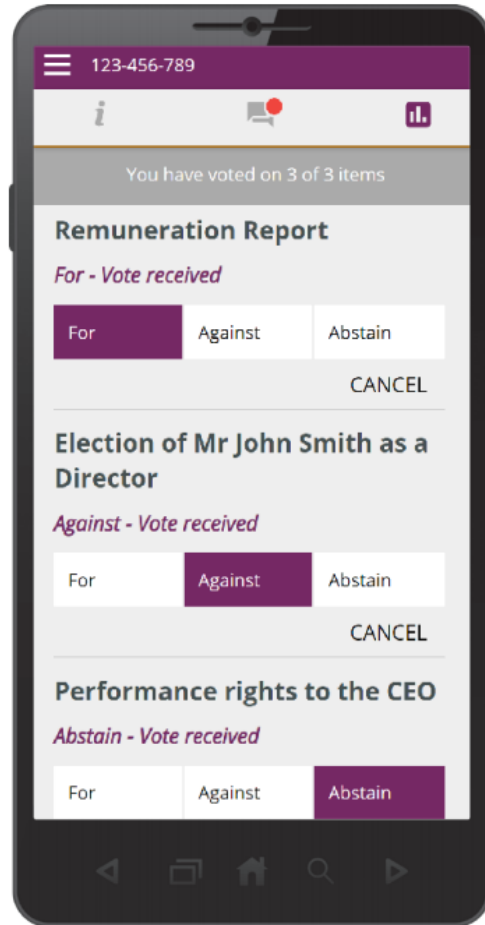 123-456-789
i
You have voted on 3 of 3 items
Remuneration Report
For - Vote received
For Against Abstain
CANCEL
Election of Mr John Smith as a
Director
Against - Vote received
For Against Abstain
CANCEL
Performance rights to the CEO
Abstain - Vote received
For Against Abstain